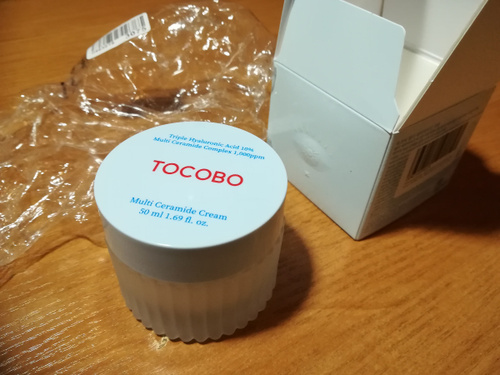 Triple Hyaluronic Acid 10%
Multi Ceramide Complex 1,000ppm
TOCOBO
Multi Ceramide Cream
50 ml 1.69 fl. oz.